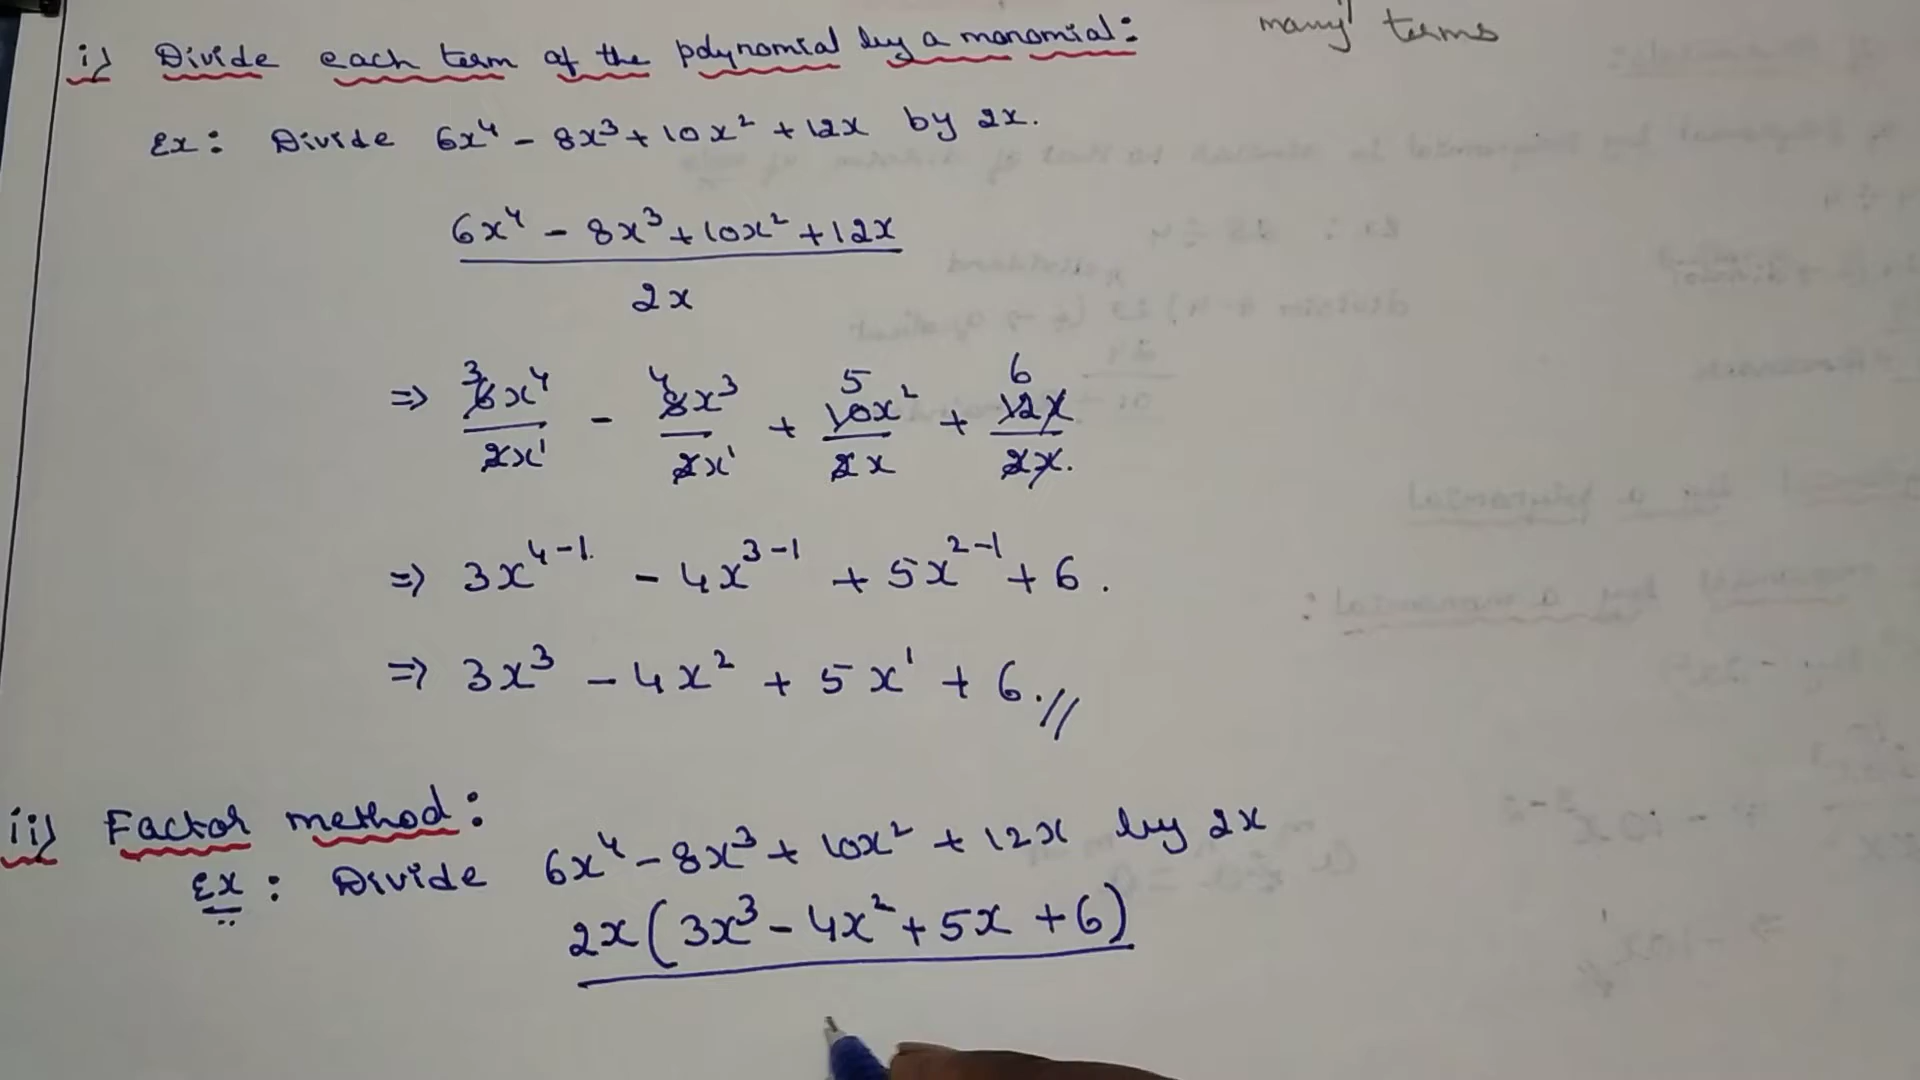 many terms
i) Divide each term of the polynomial by a monomial:
Ex: Divide 6x⁴ - 8x³ + 10x² + 12x by 2x.
6x⁴ - 8x³ + 10x² + 12x
2x
3 4 5 6
=> 6x⁴ - 8x³ + 10x² + 12x
2x¹ 2x¹ 2x 2x.
=> 3x⁴⁻¹ - 4x³⁻¹ + 5x²⁻¹ + 6.
=> 3x³ - 4x² + 5x¹ + 6.//
ii) Factor method:
Ex: Divide 6x⁴ - 8x³ + 10x² + 12x by 2x
2x(3x³ - 4x² + 5x + 6)